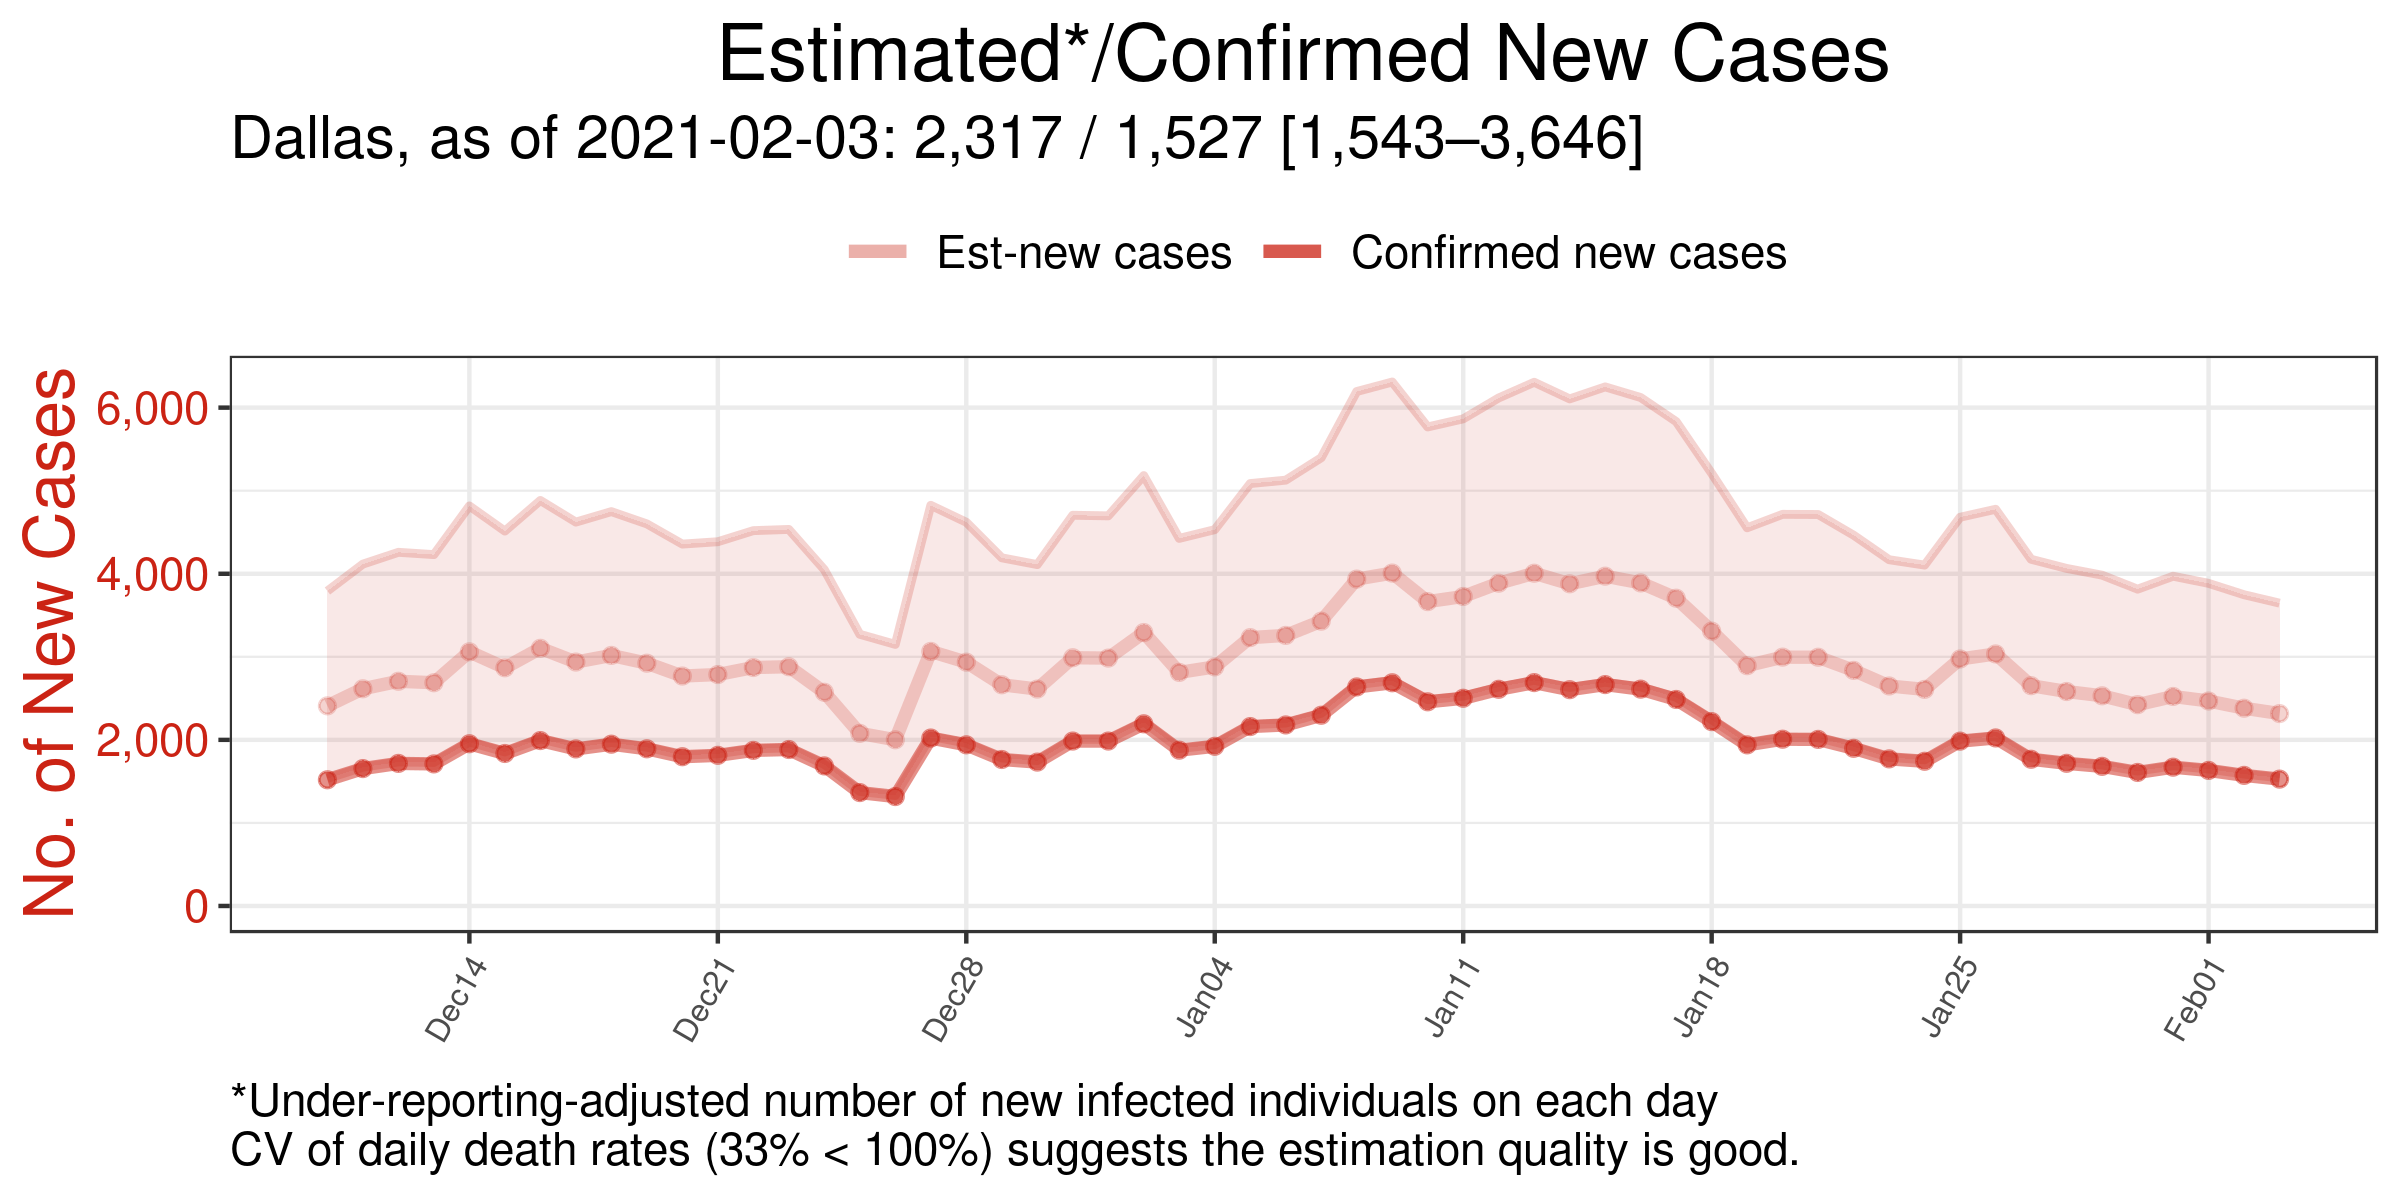 Estimated*/Confirmed New Cases
Dallas, as of 2021-02-03: 2,317 / 1,527 [1,543–3,646]
Est-new cases Confirmed new cases
No. of New Cases
6,000
4,000
2,000
0
Dec14 Dec21 Dec28 Jan04 Jan11 Jan18 Jan25 Feb01
*Under-reporting-adjusted number of new infected individuals on each day
CV of daily death rates (33% < 100%) suggests the estimation quality is good.